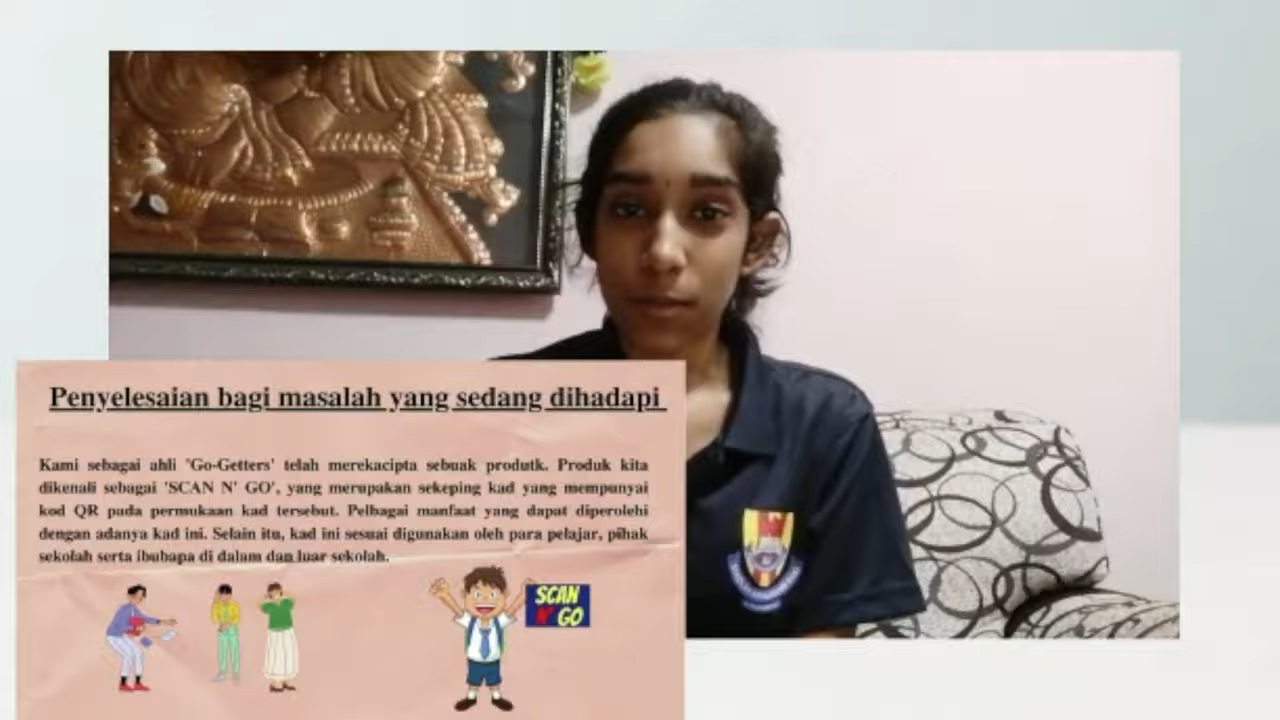 Penyelesaian bagi masalah yang sedang dihadapi
Kami sebagai ahli 'Go-Getters' telah merekacipta sebuak produtk. Produk kita
dikenali sebagai 'SCAN N' GO', yang merupakan sekeping kad yang mempunyai
kod QR pada permukaan kad tersebut. Pelbagai manfaat yang dapat diperolehi
dengan adanya kad ini. Selain itu, kad ini sesuai digunakan oleh para pelajar, pihak
sekolah serta ibubapa di dalam dan luar sekolah.
SCAN
N' GO